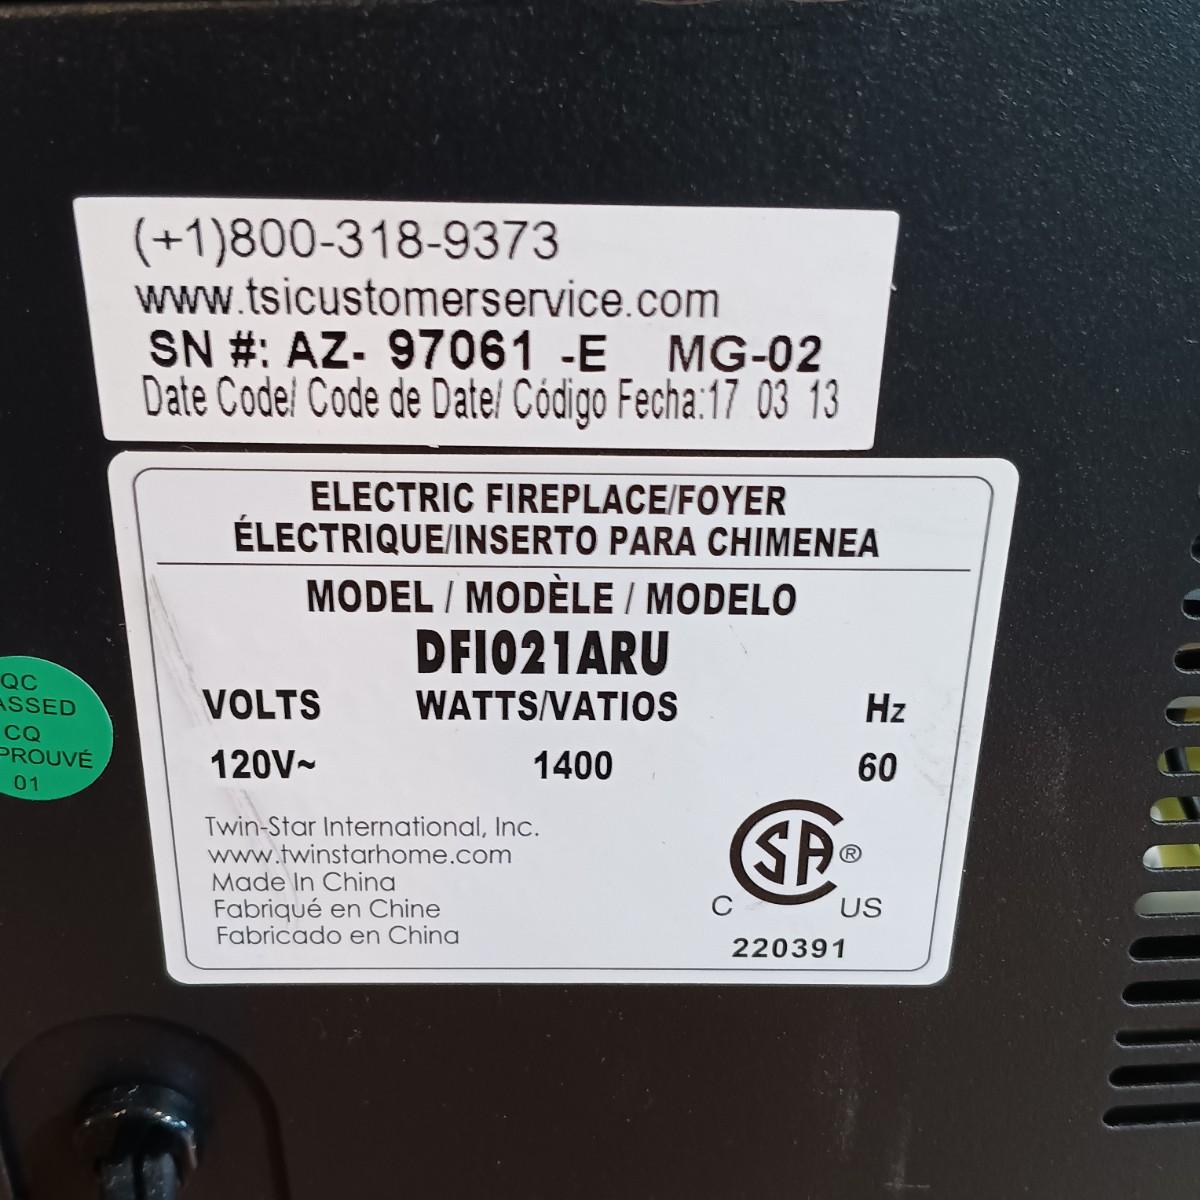 (+1)800-318-9373
www.tsicustomerservice.com
SN #: AZ- 97061 -E MG-02
Date Code/ Code de Date/ Código Fecha:17 03 13
ELECTRIC FIREPLACE/FOYER
ÉLECTRIQUE/INSERTO PARA CHIMENEA
MODEL / MODÈLE / MODELO
DFI021ARU
VOLTS WATTS/VATIOS Hz
120V~ 1400 60
Twin-Star International, Inc.
www.twinstarhome.com
Made In China
Fabriqué en Chine
Fabricado en China
SA ®
C US
220391
QC
ASSED
CQ
PROUVÉ
01